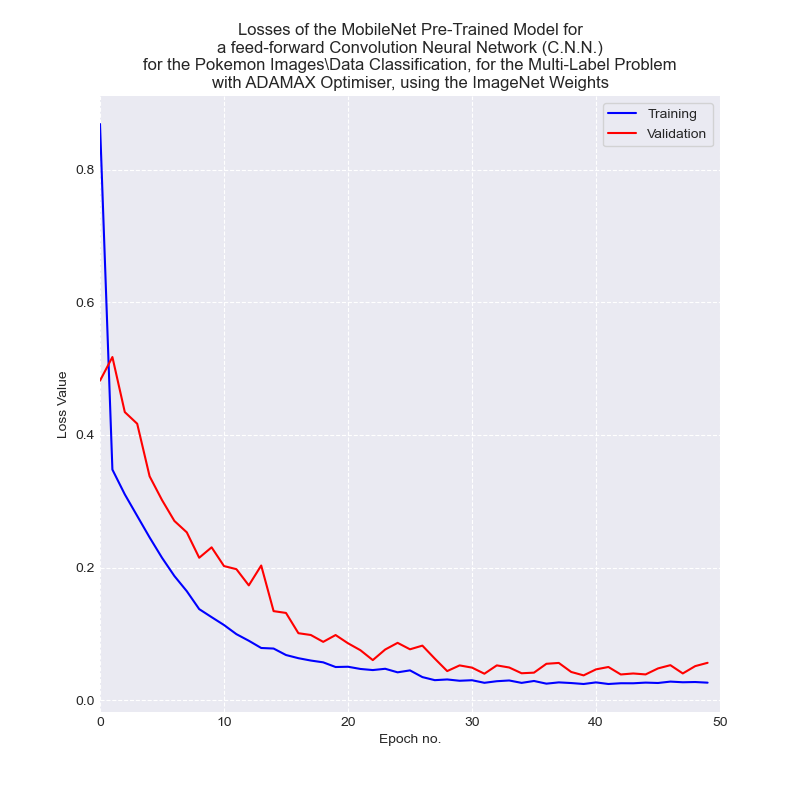 Losses of the MobileNet Pre-Trained Model for
a feed-forward Convolution Neural Network (C.N.N.)
for the Pokemon Images\Data Classification, for the Multi-Label Problem
with ADAMAX Optimiser, using the ImageNet Weights
Training
Validation
0.8
0.6
0.4
0.2
0.0
Loss Value
0 10 20 30 40 50
Epoch no.